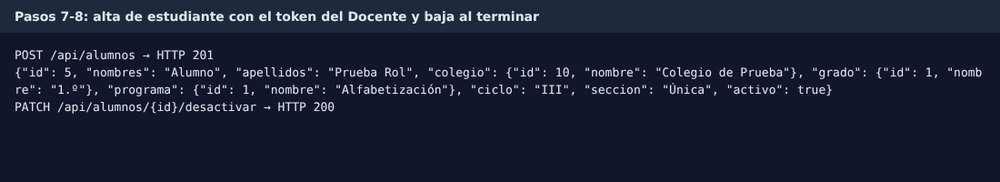 Pasos 7-8: alta de estudiante con el token del Docente y baja al terminar
POST /api/alumnos → HTTP 201
{"id": 5, "nombres": "Alumno", "apellidos": "Prueba Rol", "colegio": {"id": 10, "nombre": "Colegio de Prueba"}, "grado": {"id": 1, "nomb
re": "1.º"}, "programa": {"id": 1, "nombre": "Alfabetización"}, "ciclo": "III", "seccion": "Única", "activo": true}
PATCH /api/alumnos/{id}/desactivar → HTTP 200